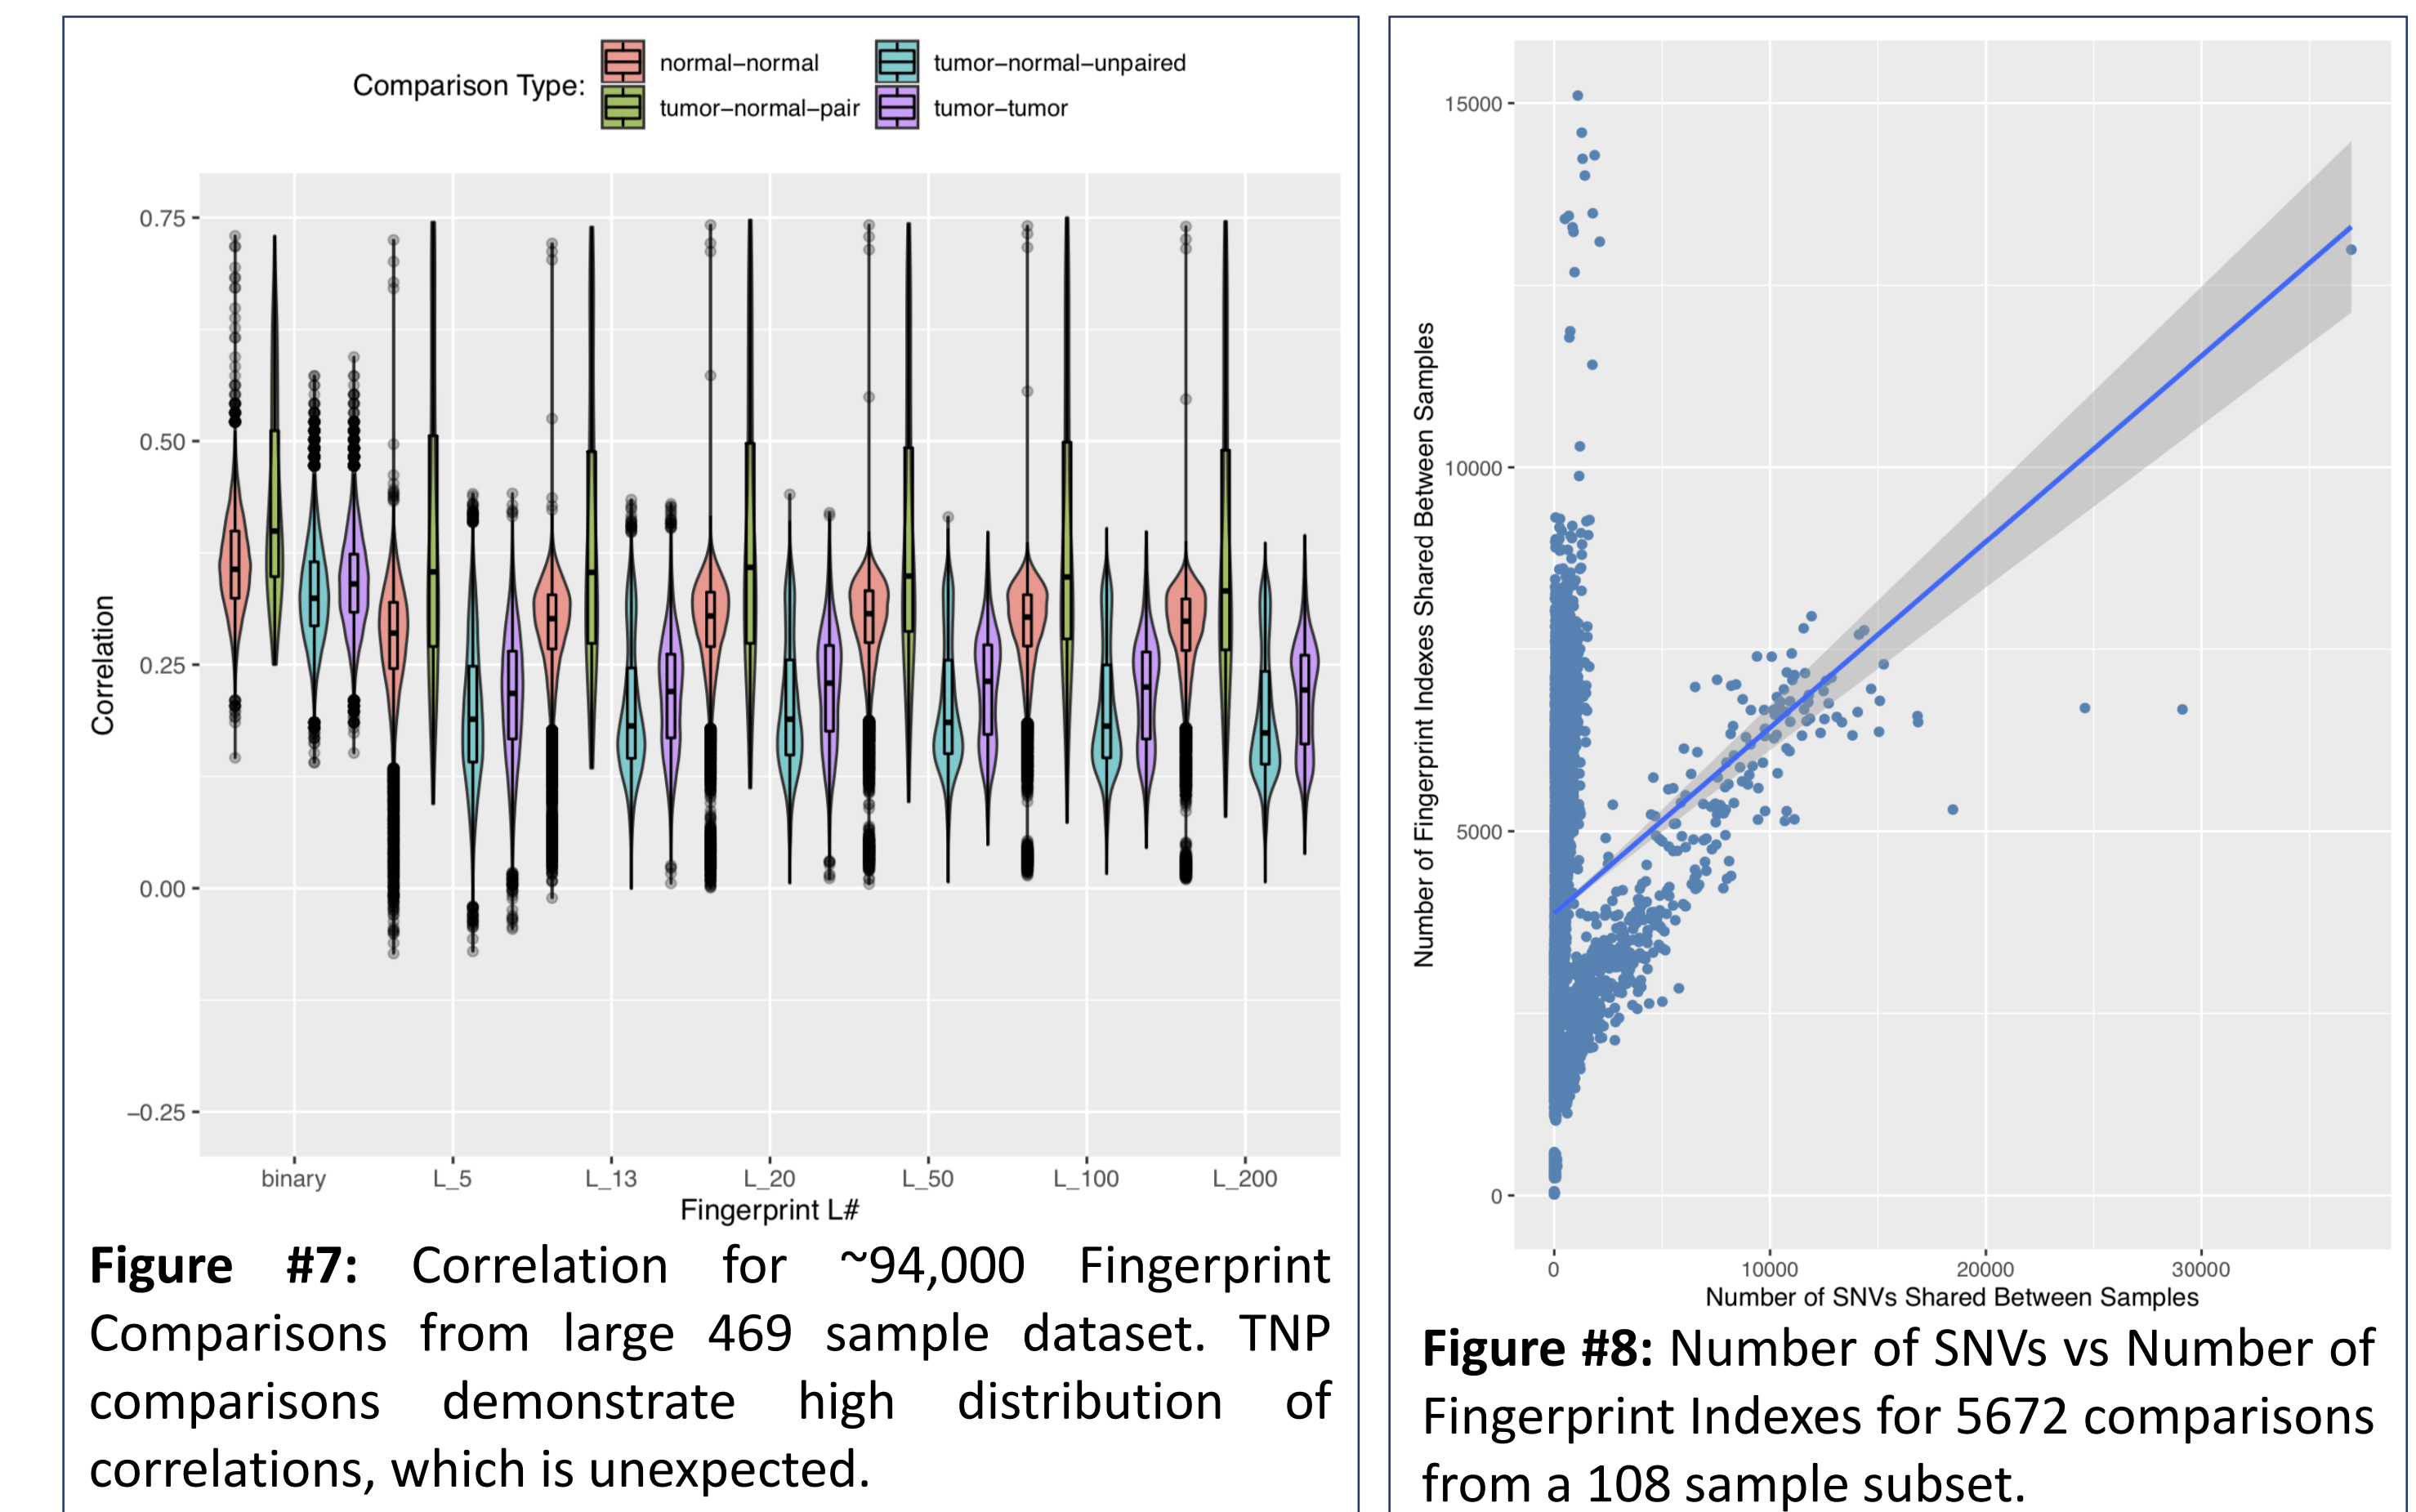 Comparison Type:
normal–normal
tumor–normal–unpaired
tumor–normal–pair
tumor–tumor
Correlation
0.75
0.50
0.25
0.00
−0.25
binary
L_5
L_13
L_20
L_50
L_100
L_200
Fingerprint L#
Figure #7: Correlation for ~94,000 Fingerprint
Comparisons from large 469 sample dataset. TNP
comparisons demonstrate high distribution of
correlations, which is unexpected.
Number of Fingerprint Indexes Shared Between Samples
15000
10000
5000
0
0
10000
20000
30000
Number of SNVs Shared Between Samples
Figure #8: Number of SNVs vs Number of
Fingerprint Indexes for 5672 comparisons
from a 108 sample subset.